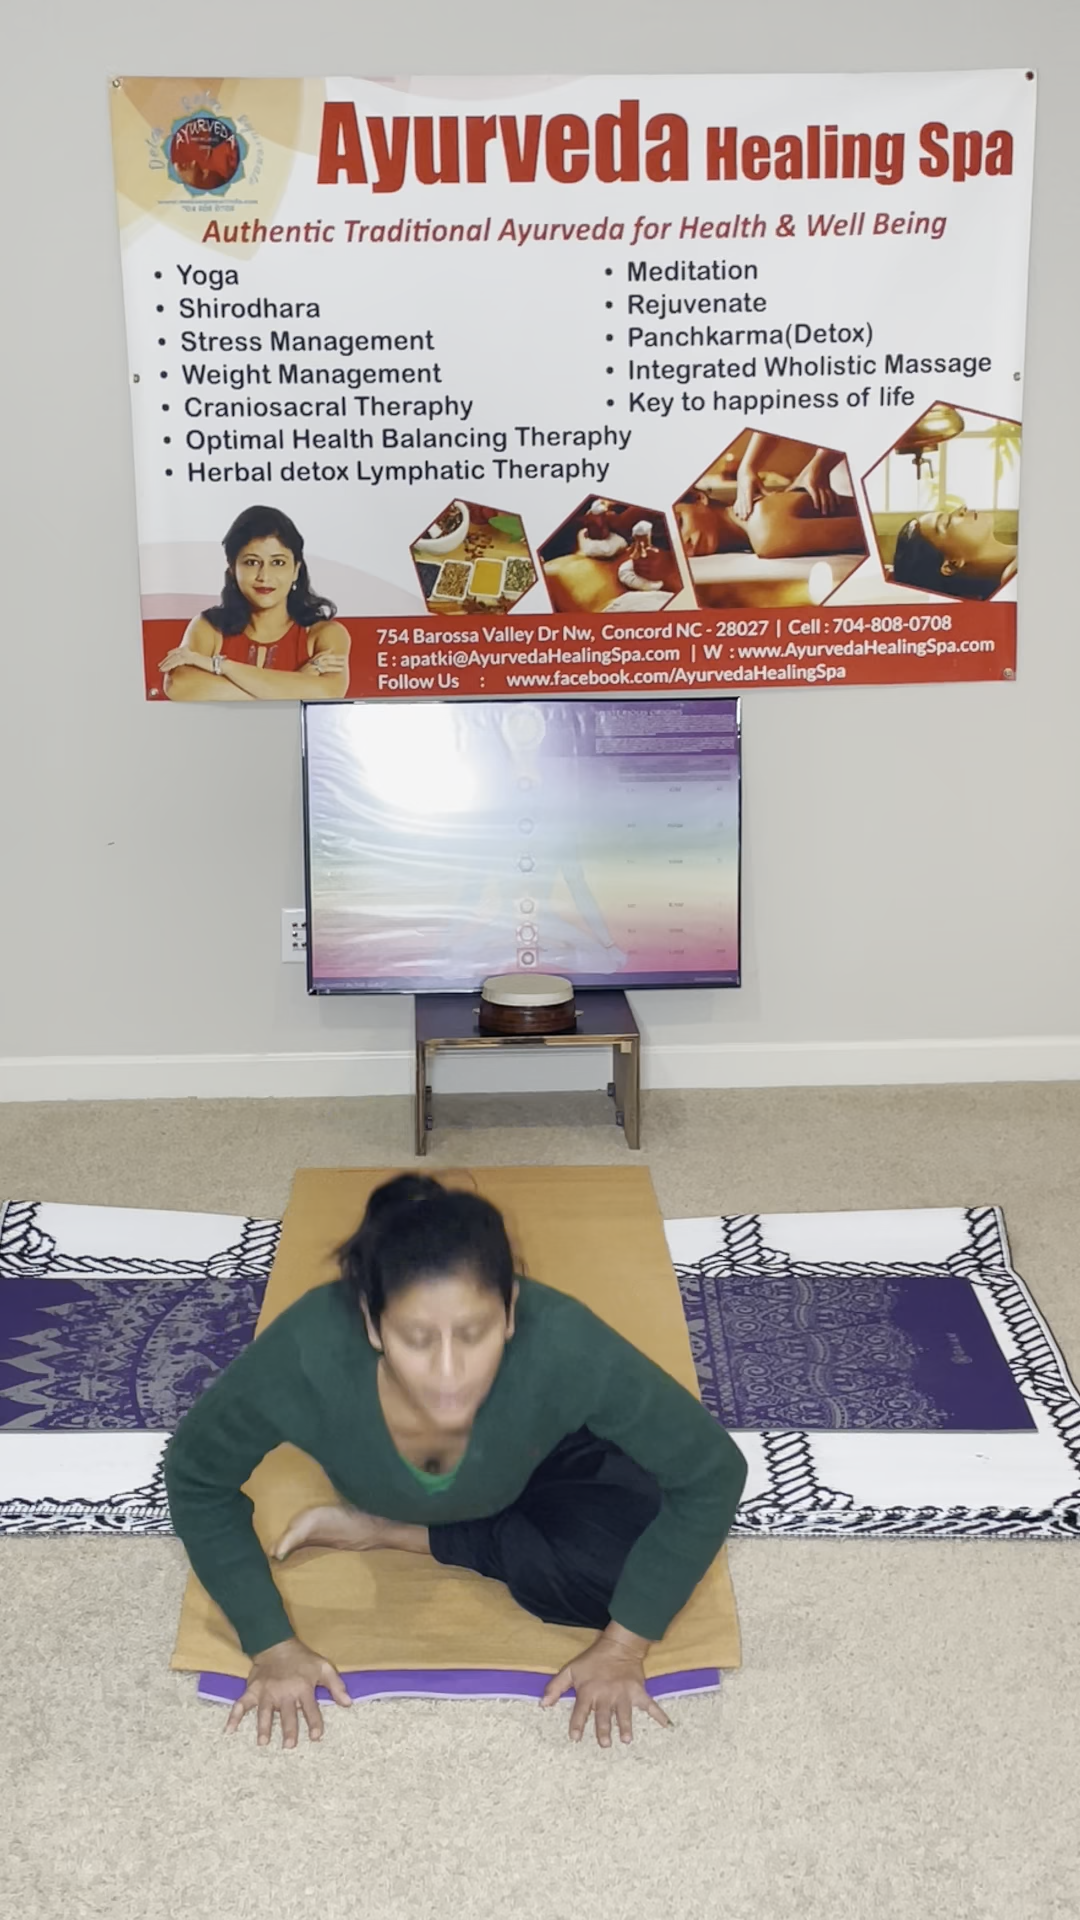 AYURVEDA
Ayurveda Healing Spa
Authentic Traditional Ayurveda for Health & Well Being
• Yoga
• Shirodhara
• Stress Management
• Weight Management
• Craniosacral Theraphy
• Optimal Health Balancing Theraphy
• Herbal detox Lymphatic Theraphy
• Meditation
• Rejuvenate
• Panchkarma(Detox)
• Integrated Wholistic Massage
• Key to happiness of life
754 Barossa Valley Dr Nw, Concord NC - 28027 | Cell : 704-808-0708
E : apatki@AyurvedaHealingSpa.com | W : www.AyurvedaHealingSpa.com
Follow Us : www.facebook.com/AyurvedaHealingSpa